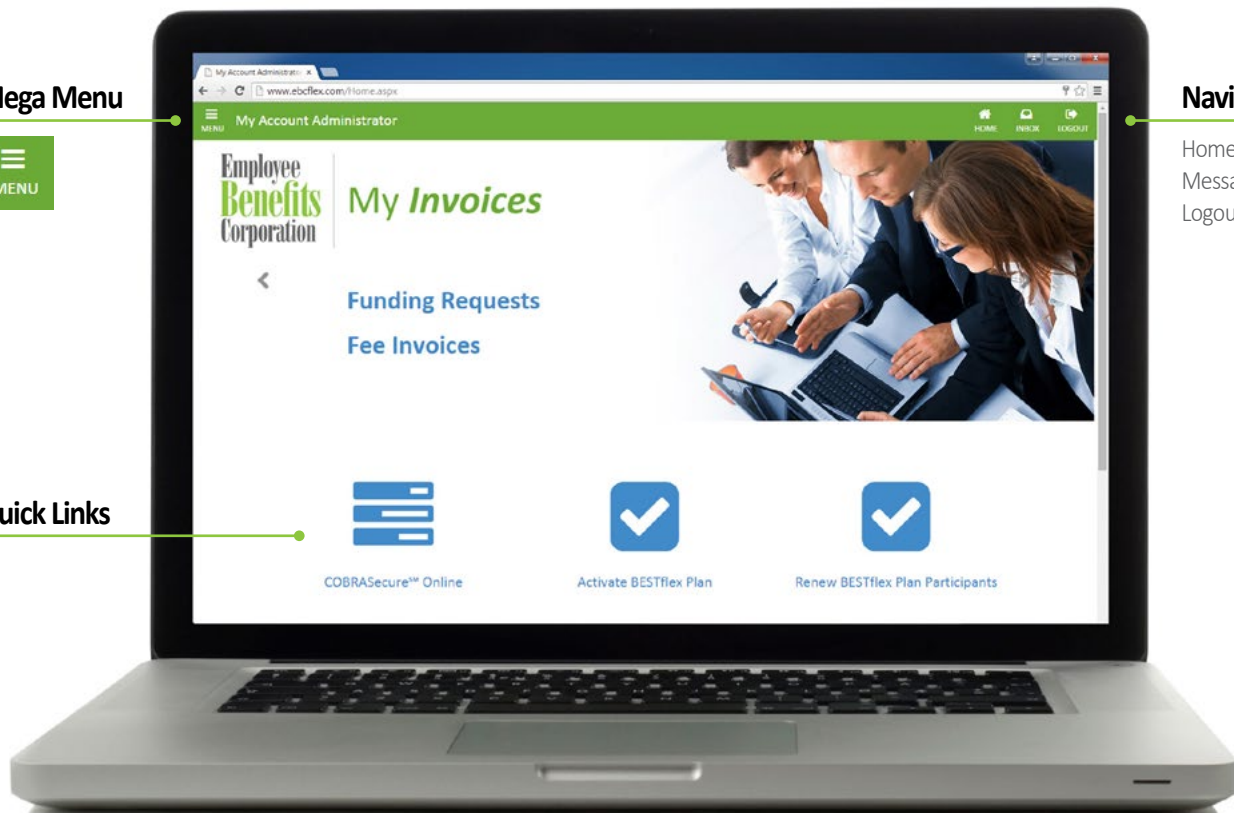 ega Menu
MENU
uick Links
My Account Administrato
www.ebcflex.com/Home.aspx
MENU
My Account Administrator
HOME
INBOX
LOGOUT
Employee
Benefits
Corporation
My Invoices
Funding Requests
Fee Invoices
COBRASecure℠ Online
Activate BESTflex Plan
Renew BESTflex Plan Participants
Navi
Home
Messa
Logou